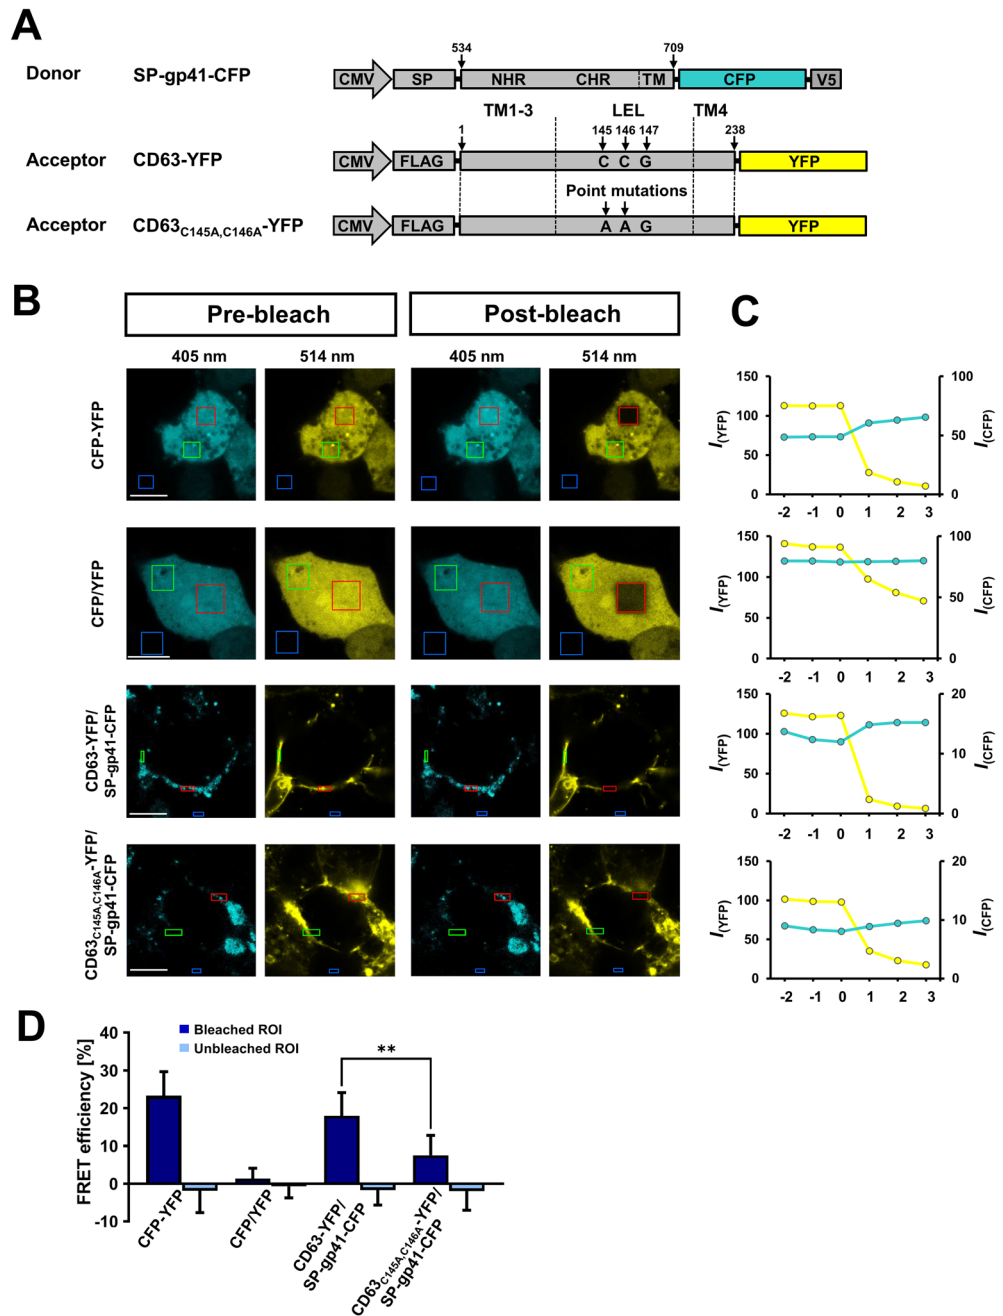 A
Donor SP-gp41-CFP
534 709
CMV SP NHR CHR TM CFP V5
TM1-3 LEL TM4
1 145 146 147 238
Acceptor CD63-YFP
CMV FLAG C C G YFP
Point mutations
Acceptor CD63C145A,C146A-YFP
CMV FLAG A A G YFP
B
Pre-bleach Post-bleach
405 nm 514 nm 405 nm 514 nm
CFP-YFP
CFP/YFP
CD63-YFP/
SP-gp41-CFP
CD63C145A,C146A-YFP/
SP-gp41-CFP
C
150 100
100
50
50
0 0
I(YFP) I(CFP)
-2 -1 0 1 2 3
150 100
100
50
50
0 0
I(YFP) I(CFP)
-2 -1 0 1 2 3
150 20
100
10
50
0 0
I(YFP) I(CFP)
-2 -1 0 1 2 3
150 20
100
10
50
0 0
I(YFP) I(CFP)
-2 -1 0 1 2 3
D
Bleached ROI
Unbleached ROI
**
FRET efficiency [%]
40
30
20
10
0
-10
CFP-YFP
CFP/YFP
CD63-YFP/
SP-gp41-CFP
CD63C145A,C146A-YFP/
SP-gp41-CFP